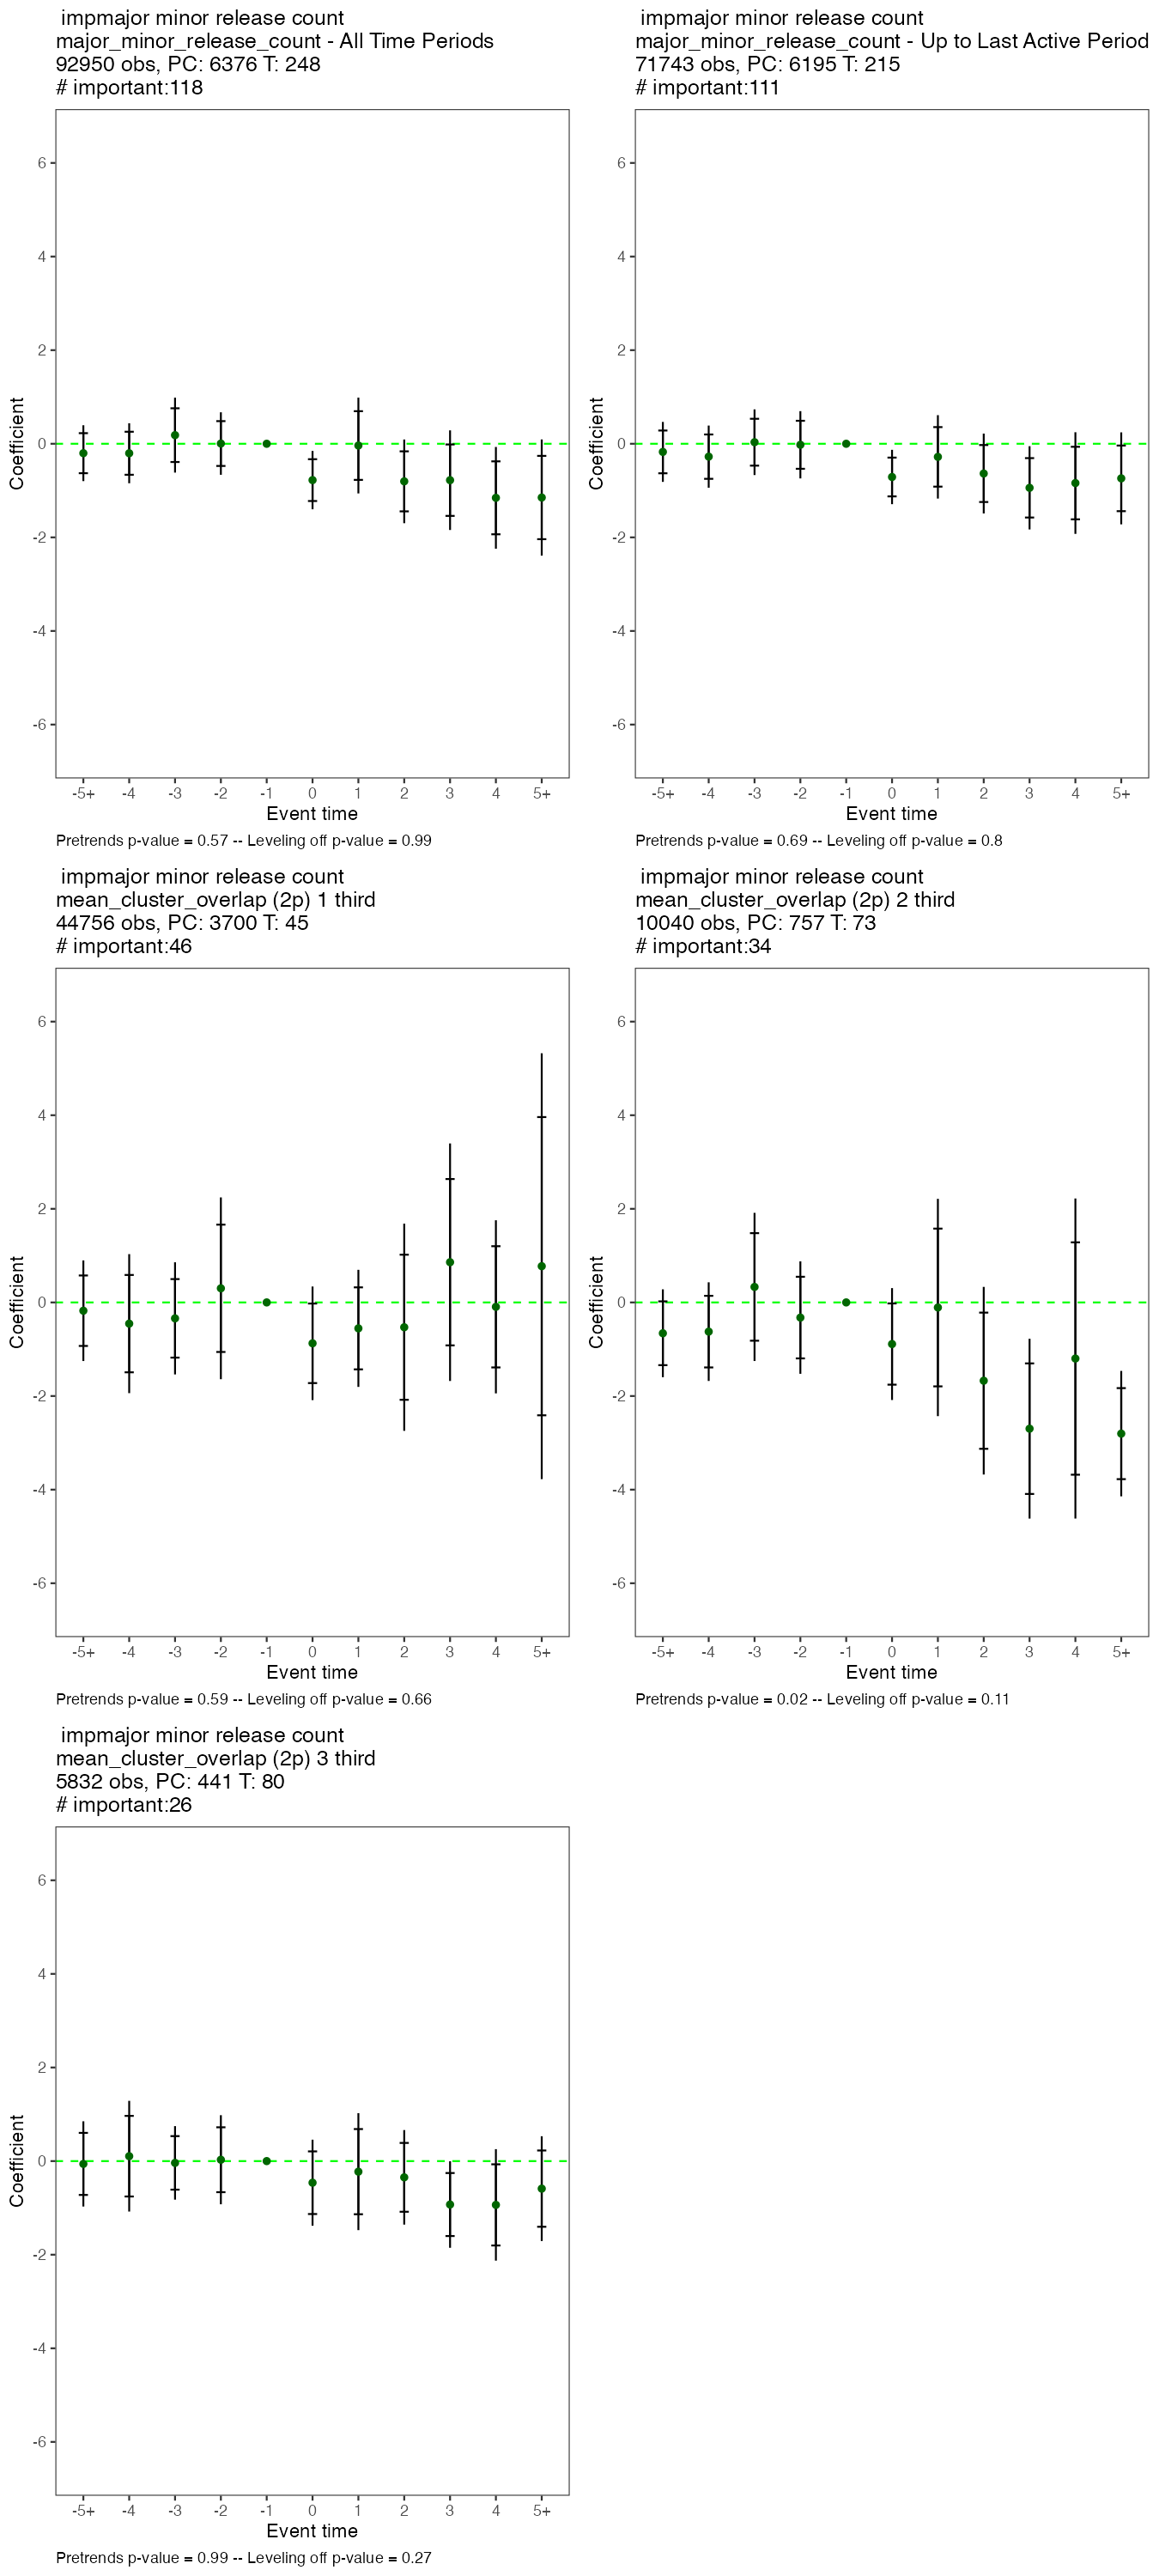 impmajor minor release count
major_minor_release_count - All Time Periods
92950 obs, PC: 6376 T: 248
# important:118
6
4
2
0
-2
-4
-6
Coefficient
-5+ -4 -3 -2 -1 0 1 2 3 4 5+
Event time
Pretrends p-value = 0.57 -- Leveling off p-value = 0.99
impmajor minor release count
major_minor_release_count - Up to Last Active Period
71743 obs, PC: 6195 T: 215
# important:111
6
4
2
0
-2
-4
-6
Coefficient
-5+ -4 -3 -2 -1 0 1 2 3 4 5+
Event time
Pretrends p-value = 0.69 -- Leveling off p-value = 0.8
impmajor minor release count
mean_cluster_overlap (2p) 1 third
44756 obs, PC: 3700 T: 45
# important:46
6
4
2
0
-2
-4
-6
Coefficient
-5+ -4 -3 -2 -1 0 1 2 3 4 5+
Event time
Pretrends p-value = 0.59 -- Leveling off p-value = 0.66
impmajor minor release count
mean_cluster_overlap (2p) 2 third
10040 obs, PC: 757 T: 73
# important:34
6
4
2
0
-2
-4
-6
Coefficient
-5+ -4 -3 -2 -1 0 1 2 3 4 5+
Event time
Pretrends p-value = 0.02 -- Leveling off p-value = 0.11
impmajor minor release count
mean_cluster_overlap (2p) 3 third
5832 obs, PC: 441 T: 80
# important:26
6
4
2
0
-2
-4
-6
Coefficient
-5+ -4 -3 -2 -1 0 1 2 3 4 5+
Event time
Pretrends p-value = 0.99 -- Leveling off p-value = 0.27